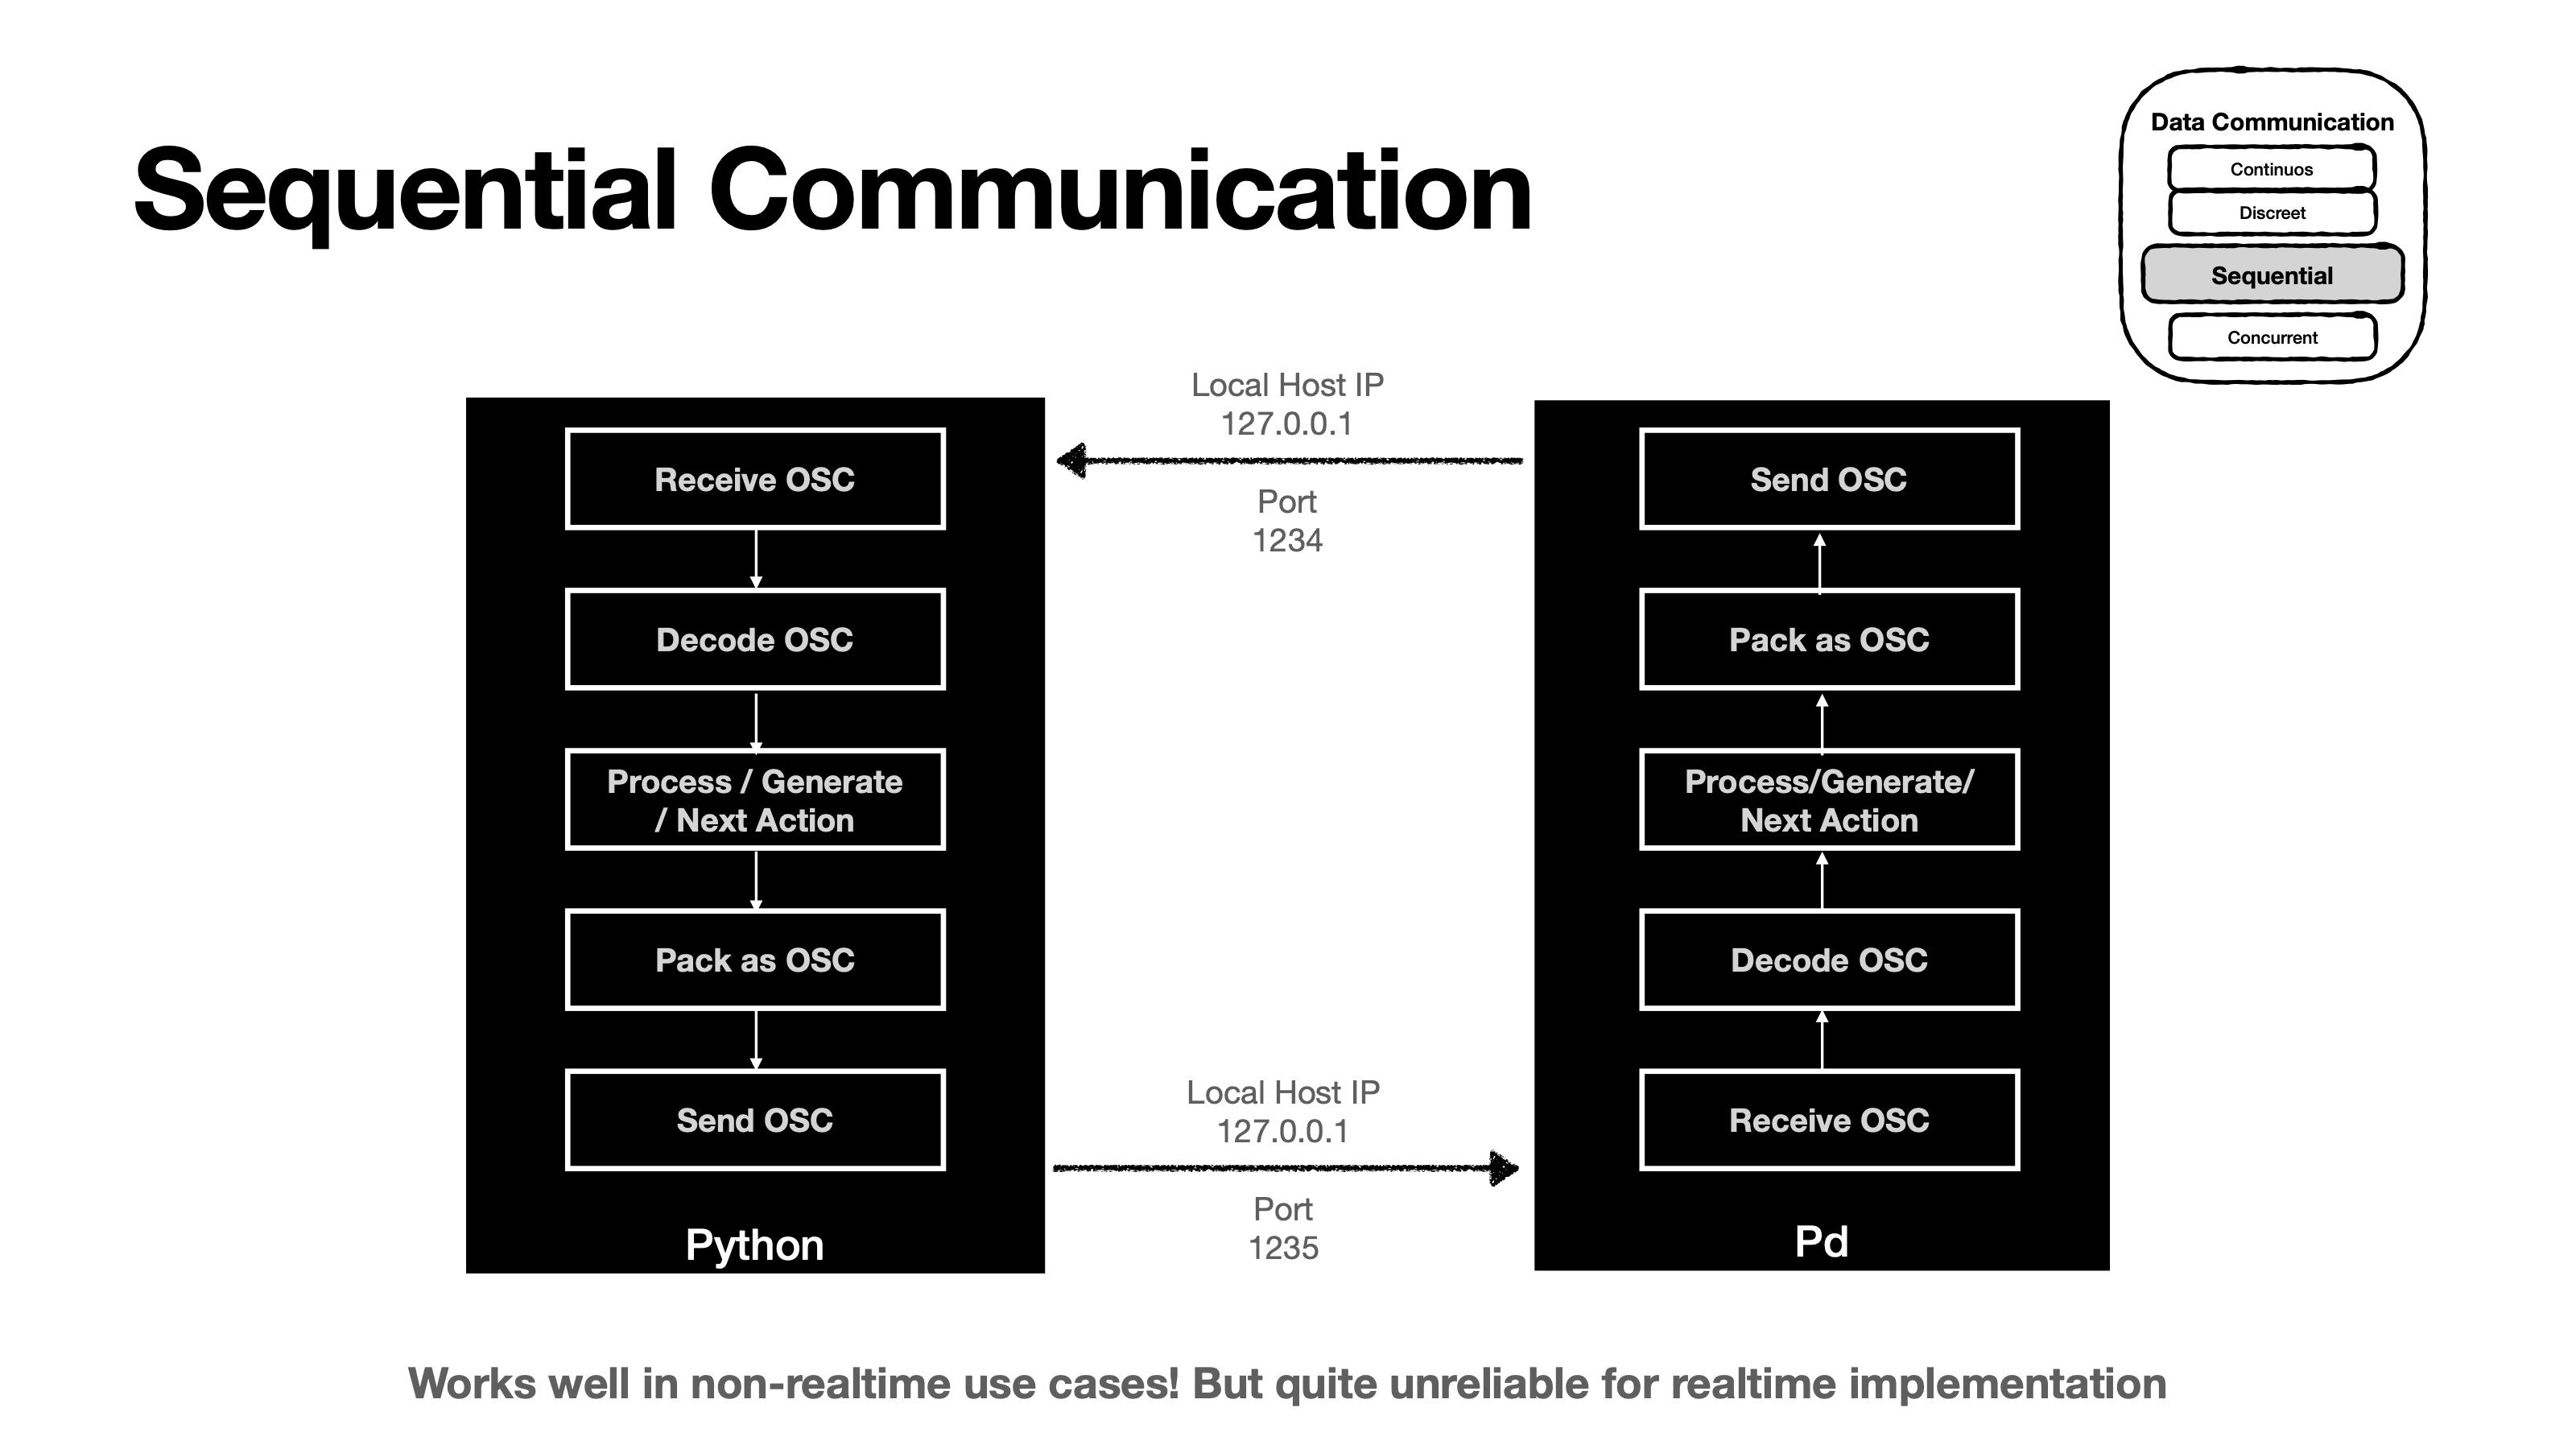 Sequential Communication
Data Communication
Continuos
Discreet
Sequential
Concurrent
Receive OSC
Decode OSC
Process / Generate
/ Next Action
Pack as OSC
Send OSC
Python
Local Host IP
127.0.0.1
Port
1234
Local Host IP
127.0.0.1
Port
1235
Send OSC
Pack as OSC
Process/Generate/
Next Action
Decode OSC
Receive OSC
Pd
Works well in non-realtime use cases! But quite unreliable for realtime implementation